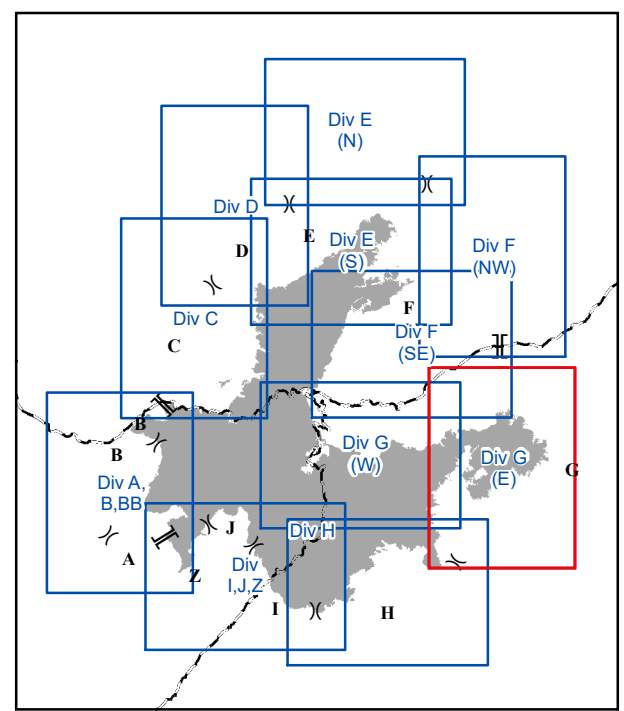 Div E
(N)
Div D
E
D
Div E
(S)
Div F
(NW)
F
Div C
Div F
(SE)
C
B
B
Div G
(W)
Div G
(E)
G
Div A,
B,BB
J
Div H
A
Z
Div
I,J,Z
I
H